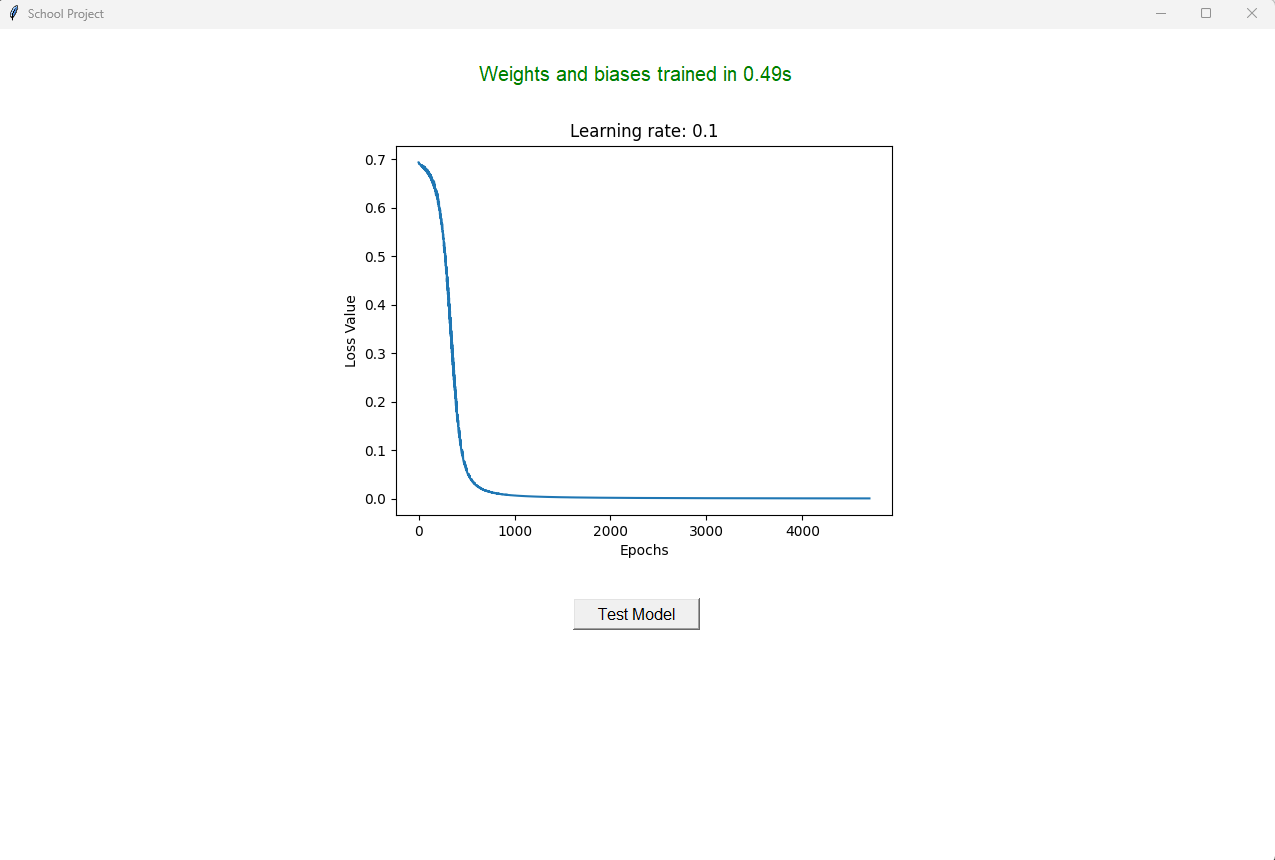 School Project
Weights and biases trained in 0.49s
Learning rate: 0.1
0.7
0.6
0.5
0.4
0.3
0.2
0.1
0.0
Loss Value
0 1000 2000 3000 4000
Epochs
Test Model